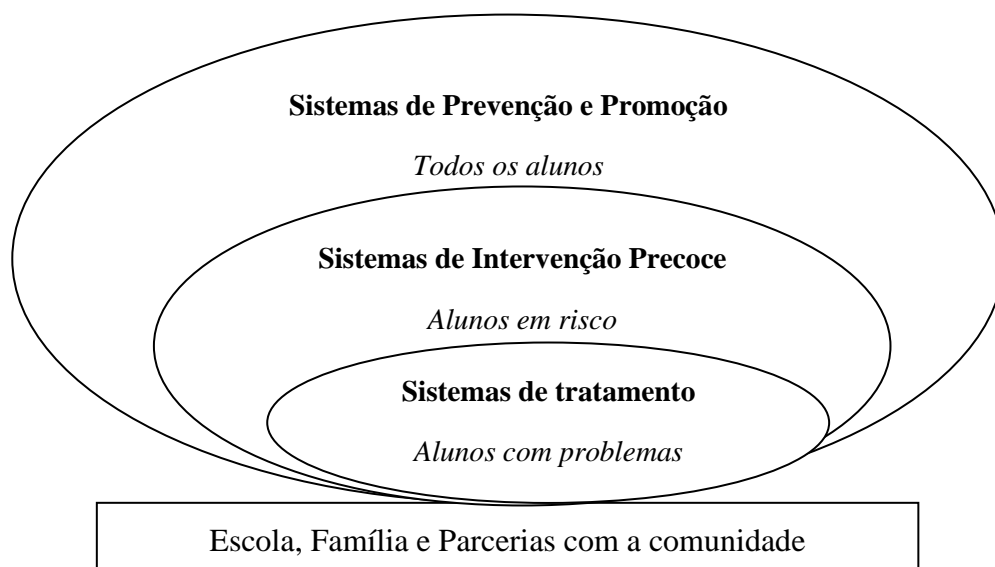 Sistemas de Prevenção e Promoção
Todos os alunos
Sistemas de Intervenção Precoce
Alunos em risco
Sistemas de tratamento
Alunos com problemas
Escola, Família e Parcerias com a comunidade